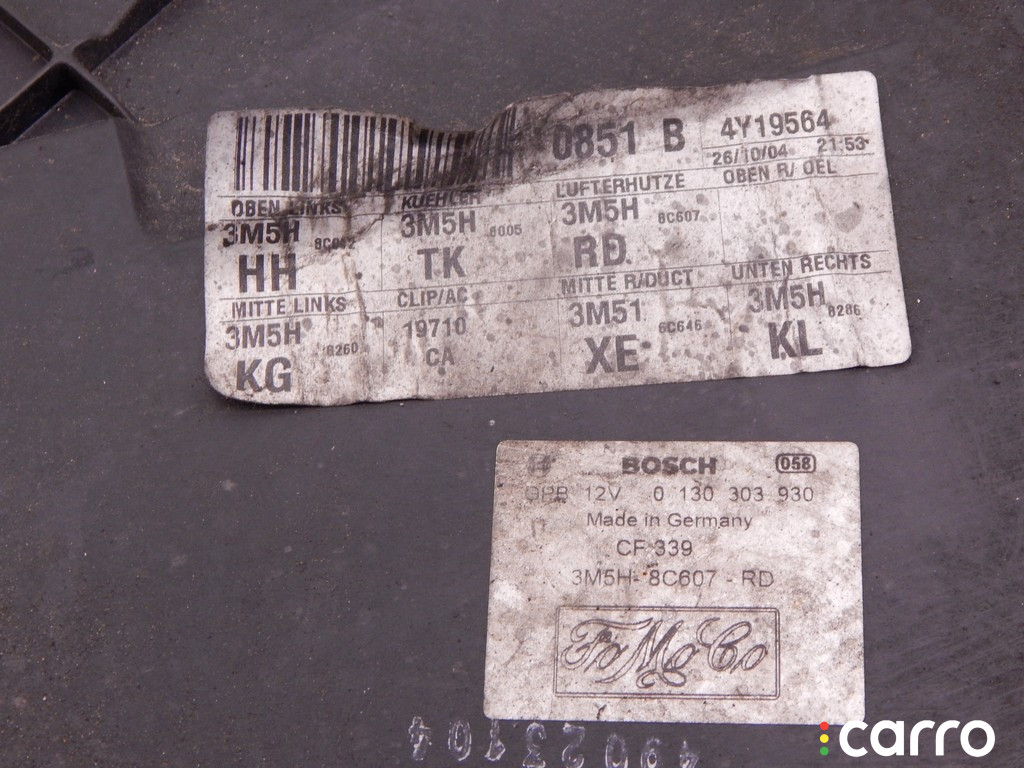 0851 B
4Y19564
26/10/04 21:53
OBEN LINKS
KUEHLER
LUFTERHUTZE
OBEN R/ OEL
3M5H
3M5H 8005
3M5H 8C607
HH
TK
RD
MITTE LINKS
CLIP/AC
MITTE R/DUCT
UNTEN RECHTS
3M5H 8260
19710
3M51 6C646
3M5H 8286
KG
CA
XE
KL
BOSCH 058
GPB 12V 0 130 303 930
Made in Germany
CF 339
3M5H- 8C607 - RD
FoMoCo
carro